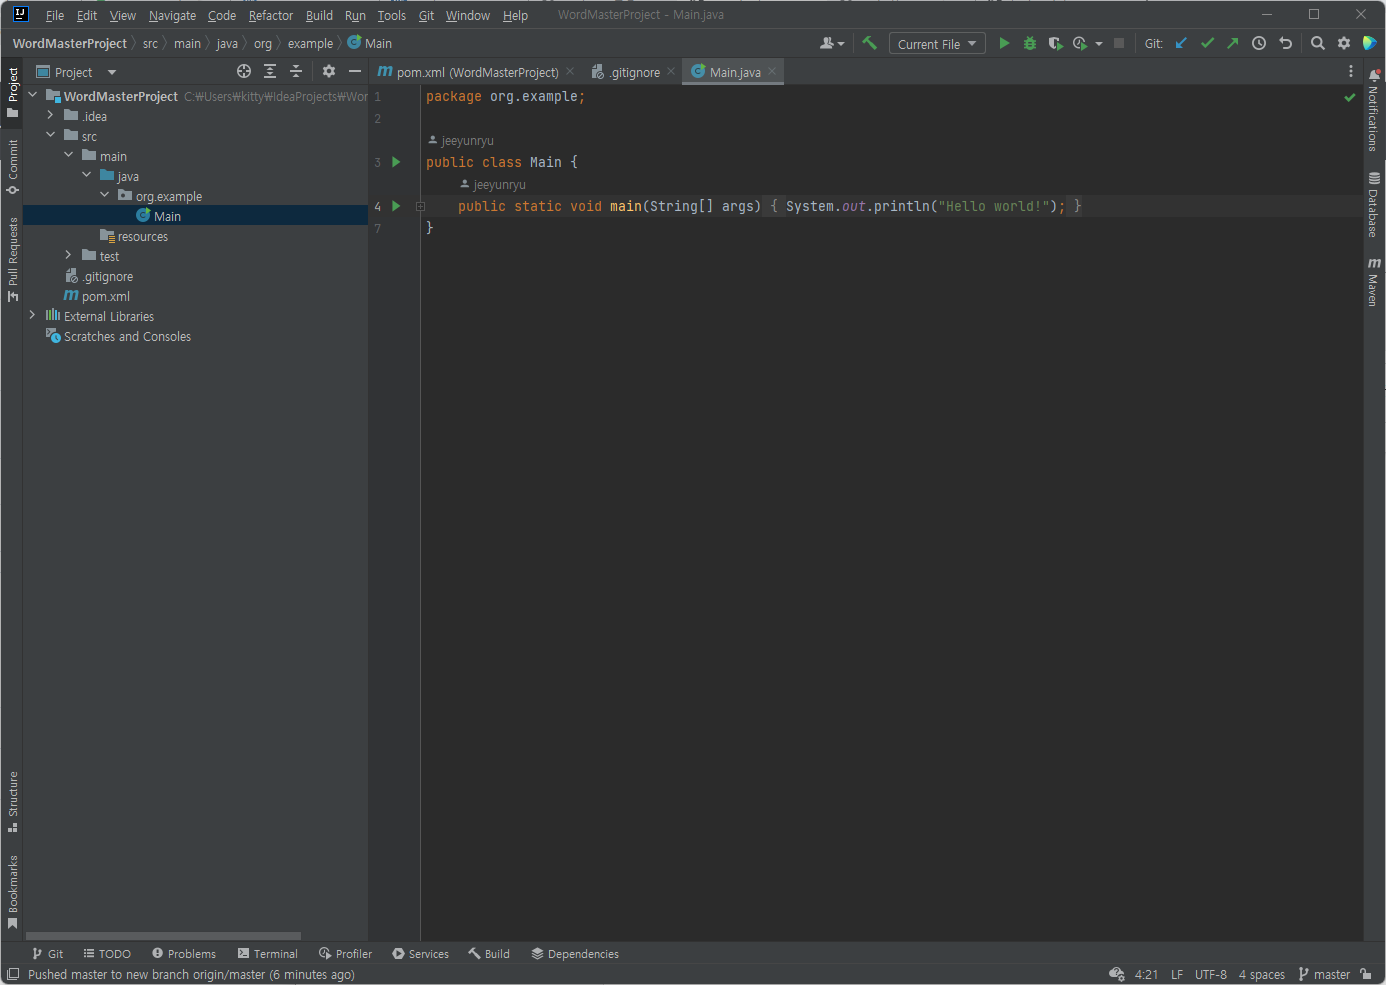 File Edit View Navigate Code Refactor Build Run Tools Git Window Help WordMasterProject - Main.java
WordMasterProject src main java org example Main Current File Git:
Project
pom.xml (WordMasterProject) .gitignore Main.java
WordMasterProject C:₩Users₩kitty₩IdeaProjects₩Wor
.idea
src
main
java
org.example
Main
resources
test
.gitignore
pom.xml
External Libraries
Scratches and Consoles
1 package org.example;
2
jeeyunryu
3 public class Main {
jeeyunryu
4 public static void main(String[] args) { System.out.println("Hello world!"); }
7 }
Project
Commit
Pull Requests
Structure
Bookmarks
Notifications
Database
Maven
Git TODO Problems Terminal Profiler Services Build Dependencies
Pushed master to new branch origin/master (6 minutes ago) 4:21 LF UTF-8 4 spaces master